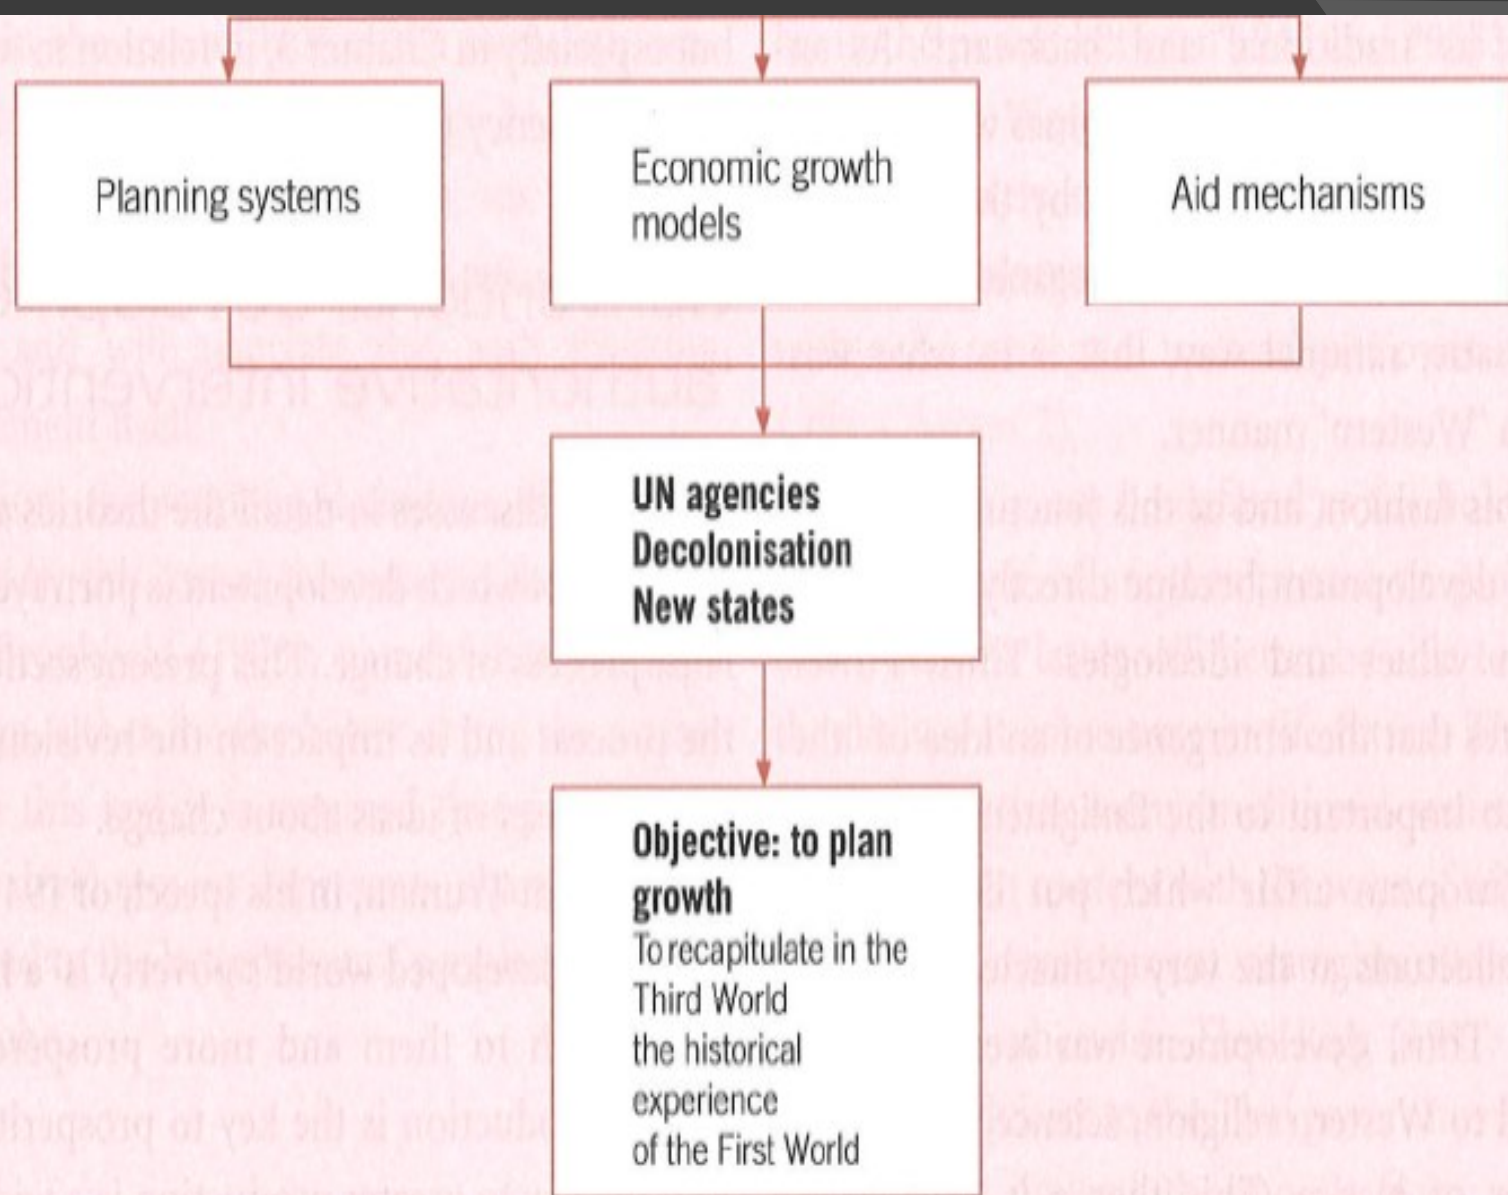 Planning systems
Economic growth
models
Aid mechanisms
UN agencies
Decolonisation
New states
Objective: to plan
growth
To recapitulate in the
Third World
the historical
experience
of the First World